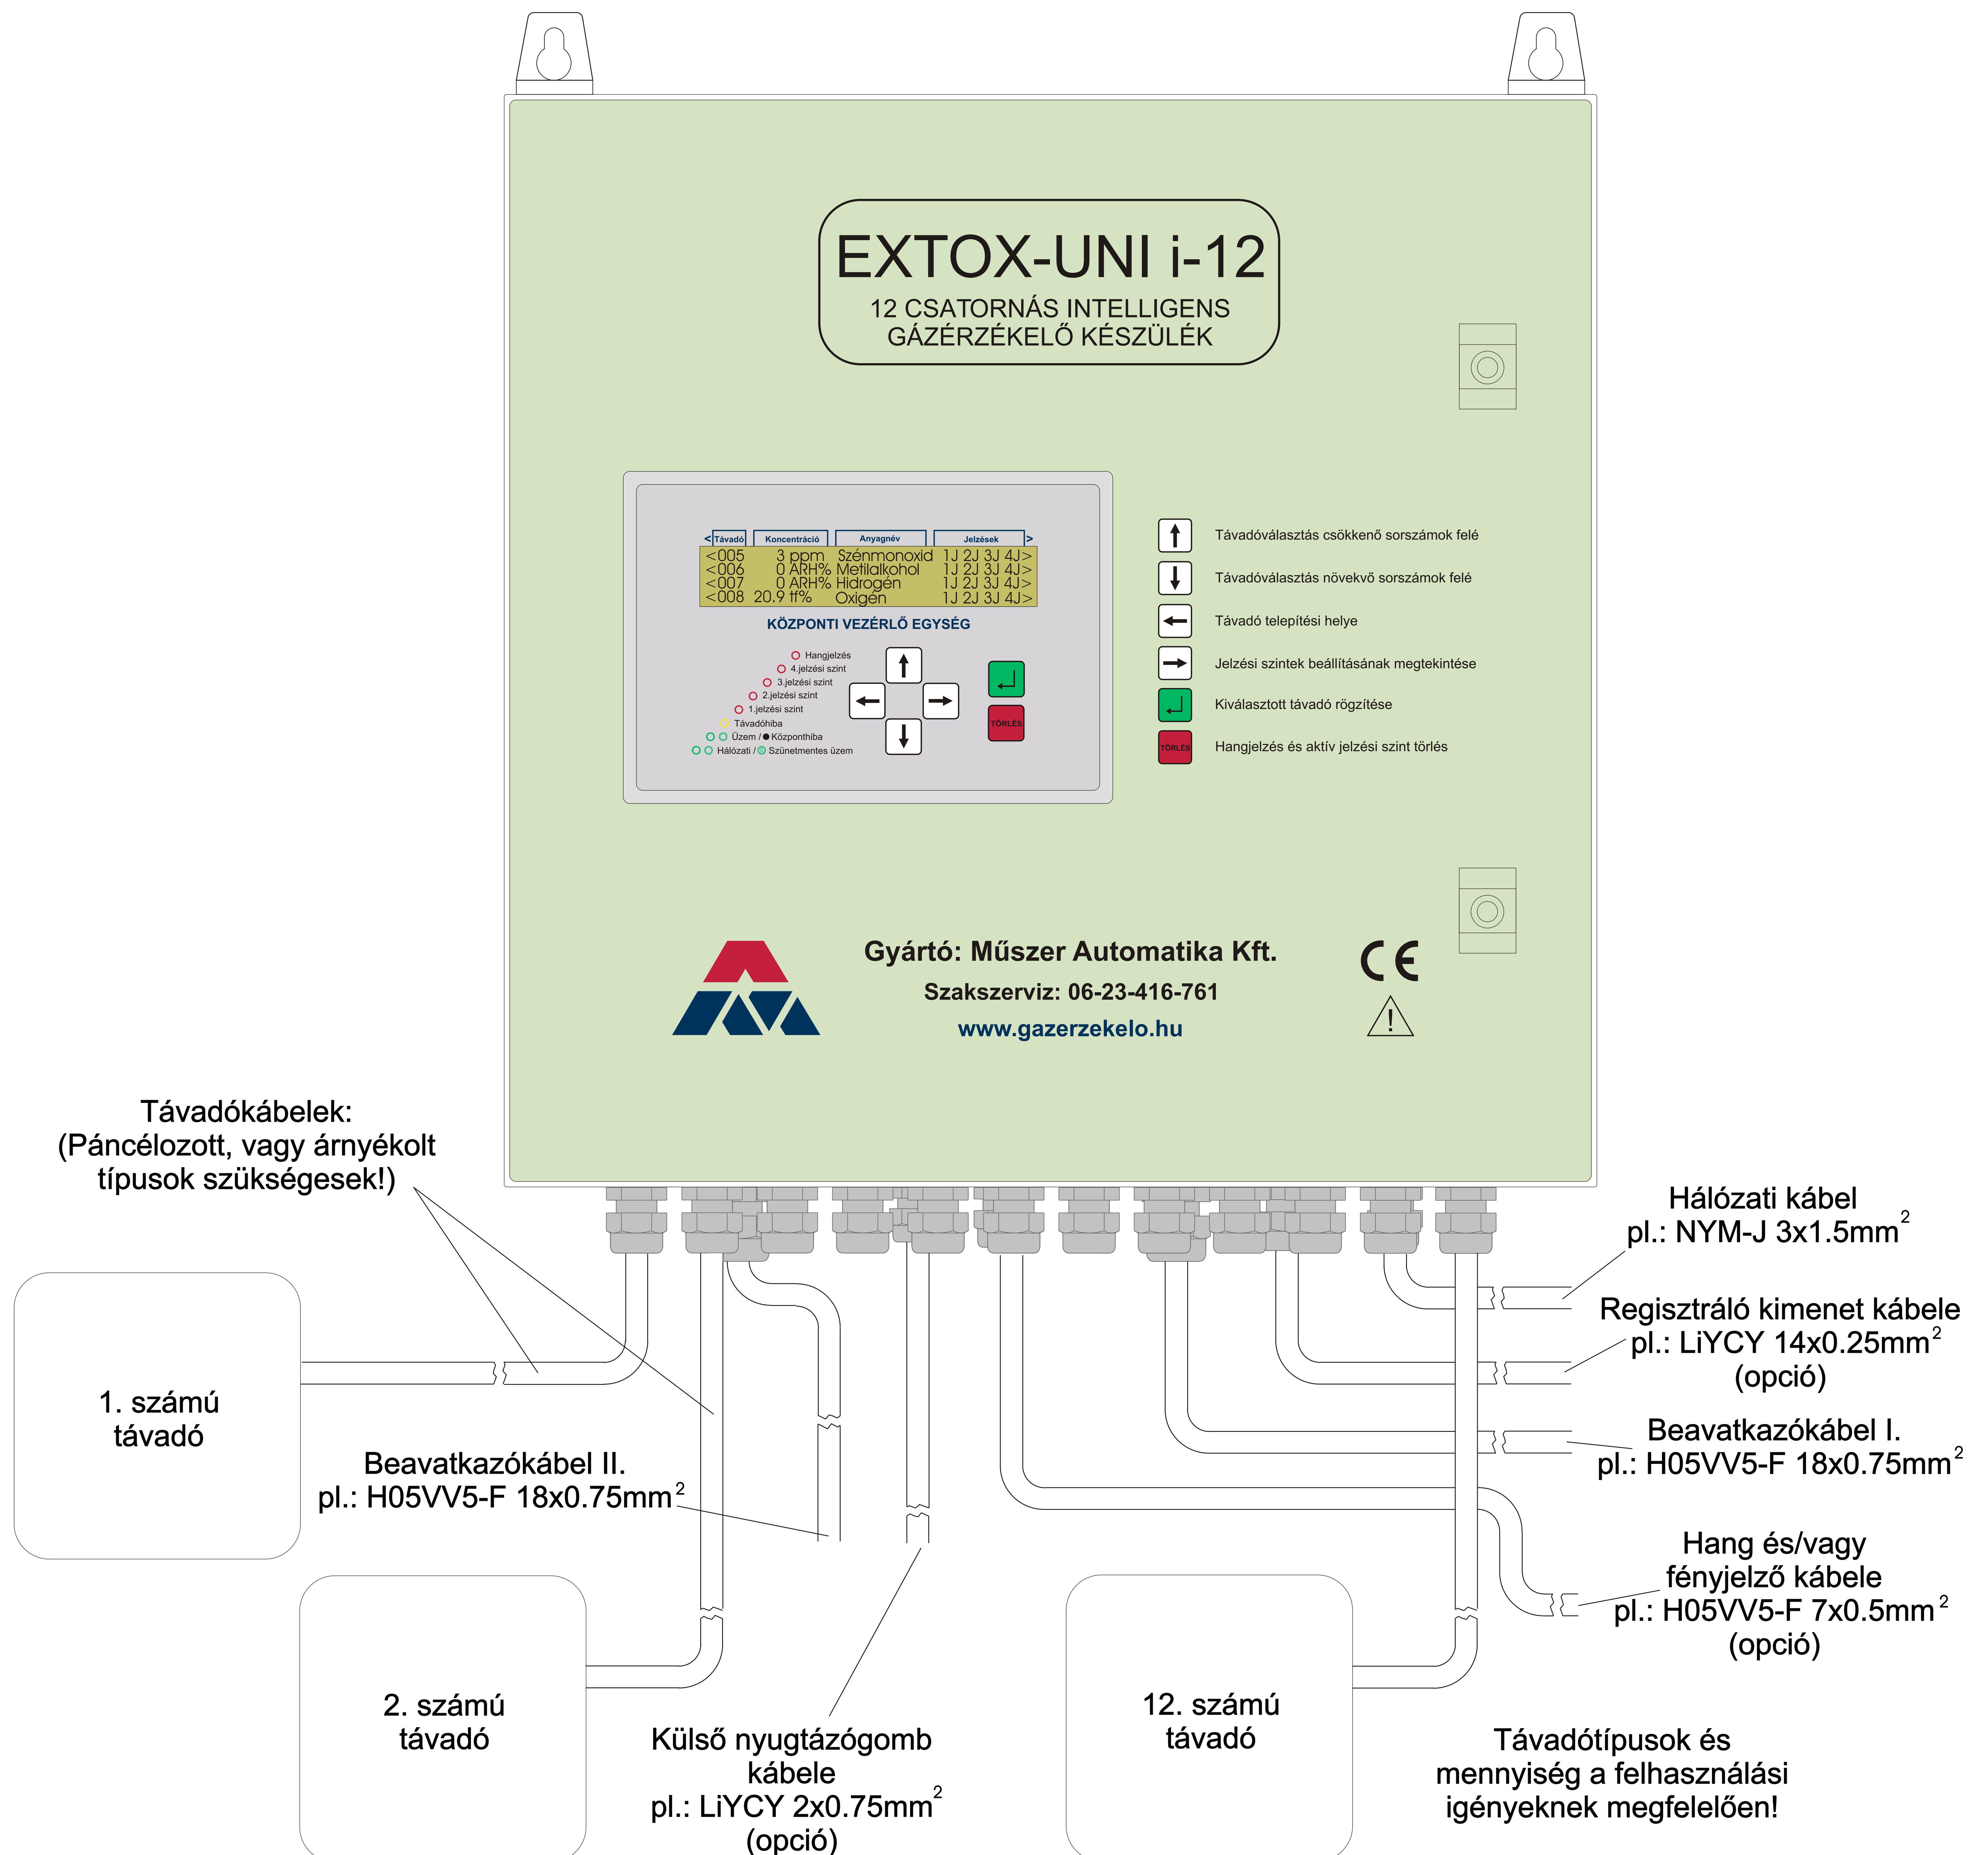 EXTOX-UNI i-12
12 CSATORNÁS INTELLIGENS
GÁZÉRZÉKELŐ KÉSZÜLÉK
< Távadó Koncentráció Anyagnév Jelzések >
<005 3 ppm Szénmonoxid 1J 2J 3J 4J>
<006 0 ARH% Metilalkohol 1J 2J 3J 4J>
<007 0 ARH% Hidrogén 1J 2J 3J 4J>
<008 20.9 tf% Oxigén 1J 2J 3J 4J>
KÖZPONTI VEZÉRLŐ EGYSÉG
Hangjelzés
4.jelzési szint
3.jelzési szint
2.jelzési szint
1.jelzési szint
Távadóhiba
Üzem / Központhiba
Hálózati / Szünetmentes üzem
TÖRLÉS
Távadóválasztás csökkenő sorszámok felé
Távadóválasztás növekvő sorszámok felé
Távadó telepítési helye
Jelzési szintek beállításának megtekintése
Kiválasztott távadó rögzítése
TÖRLÉS Hangjelzés és aktív jelzési szint törlés
Gyártó: Műszer Automatika Kft.
Szakszerviz: 06-23-416-761
www.gazerzekelo.hu
CE
!
Távadókábelek:
(Páncélozott, vagy árnyékolt
típusok szükségesek!)
1. számú
távadó
Beavatkazókábel II.
pl.: H05VV5-F 18x0.75mm²
2. számú
távadó
Külső nyugtázógomb
kábele
pl.: LiYCY 2x0.75mm²
(opció)
12. számú
távadó
Hálózati kábel
pl.: NYM-J 3x1.5mm²
Regisztráló kimenet kábele
pl.: LiYCY 14x0.25mm²
(opció)
Beavatkazókábel I.
pl.: H05VV5-F 18x0.75mm²
Hang és/vagy
fényjelző kábele
pl.: H05VV5-F 7x0.5mm²
(opció)
Távadótípusok és
mennyiség a felhasználási
igényeknek megfelelően!